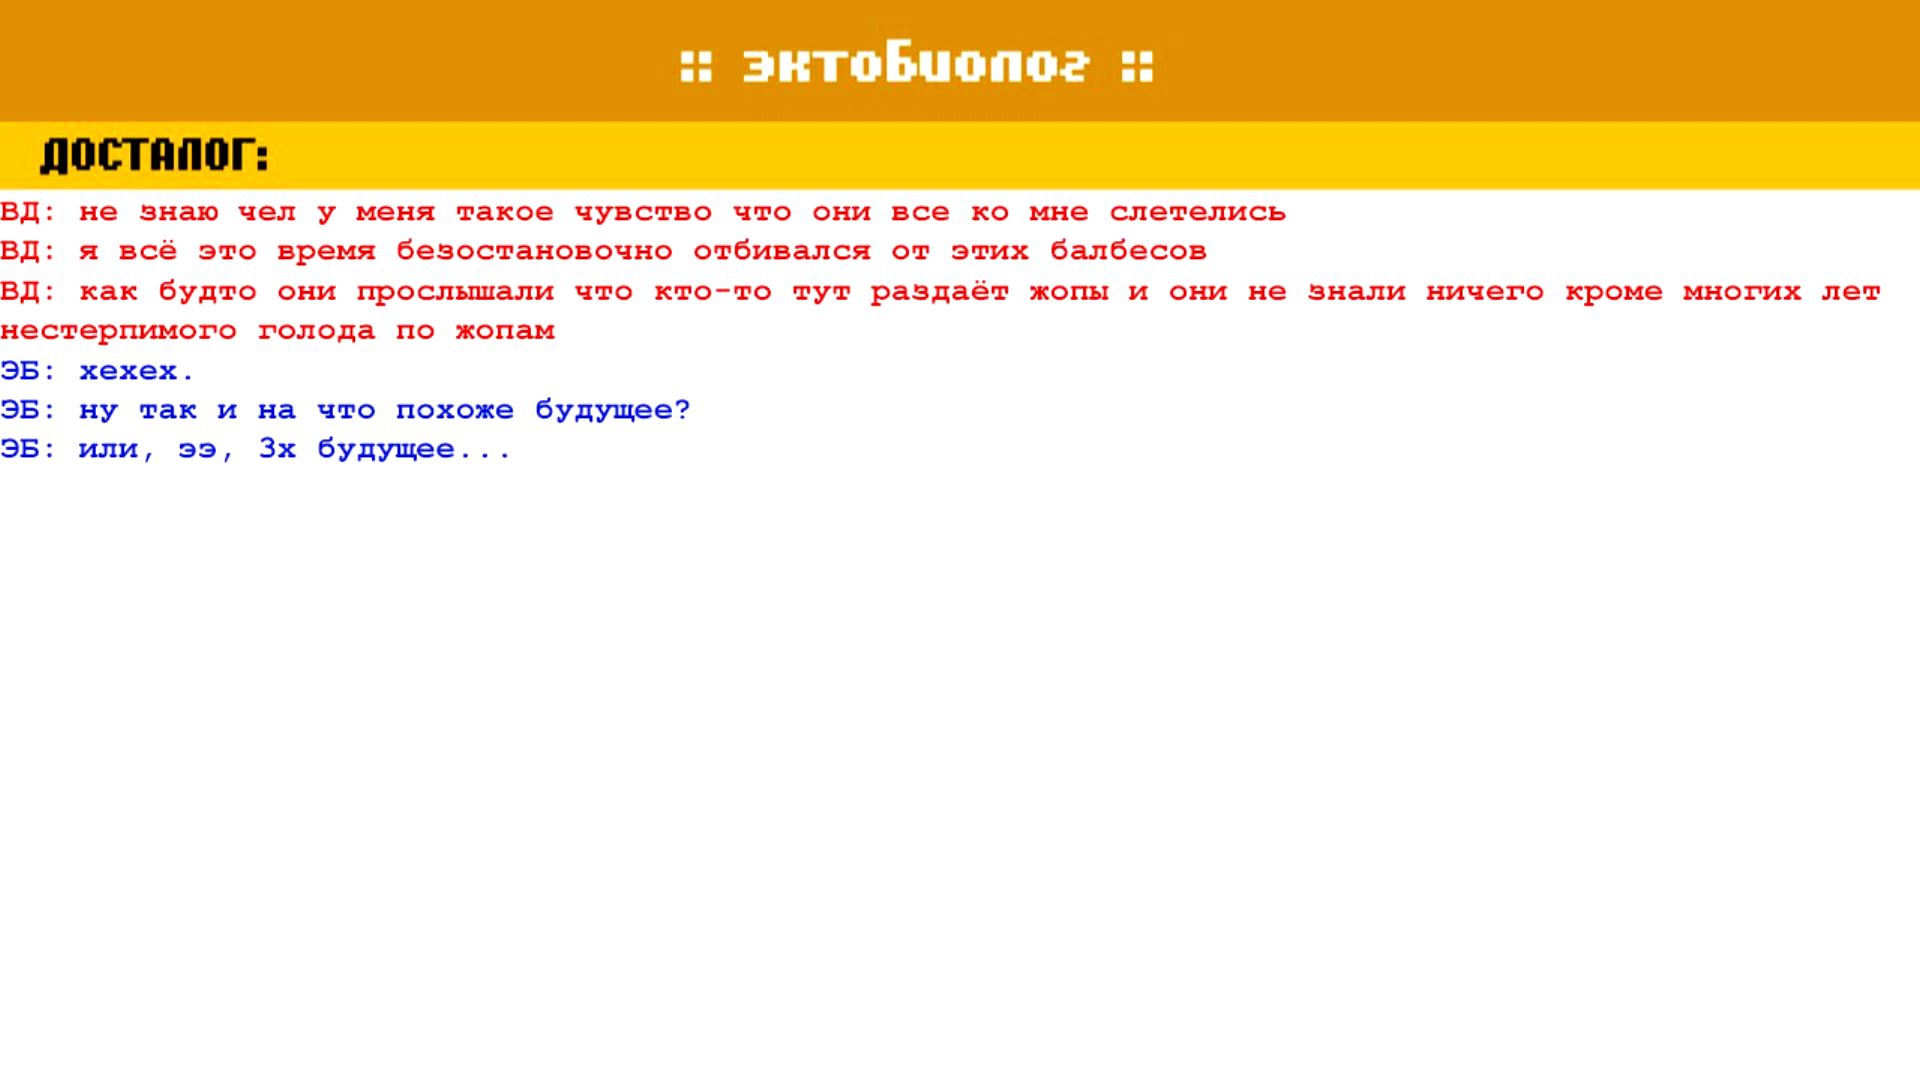 :: эктобиолог ::
ДОСТАЛОГ:
ВД: не знаю чел у меня такое чувство что они все ко мне слетелись
ВД: я всё это время безостановочно отбивался от этих балбесов
ВД: как будто они прослышали что кто-то тут раздаёт жопы и они не знали ничего кроме многих лет
нестерпимого голода по жопам
ЭБ: хехех.
ЭБ: ну так и на что похоже будущее?
ЭБ: или, ээ, 3х будущее...